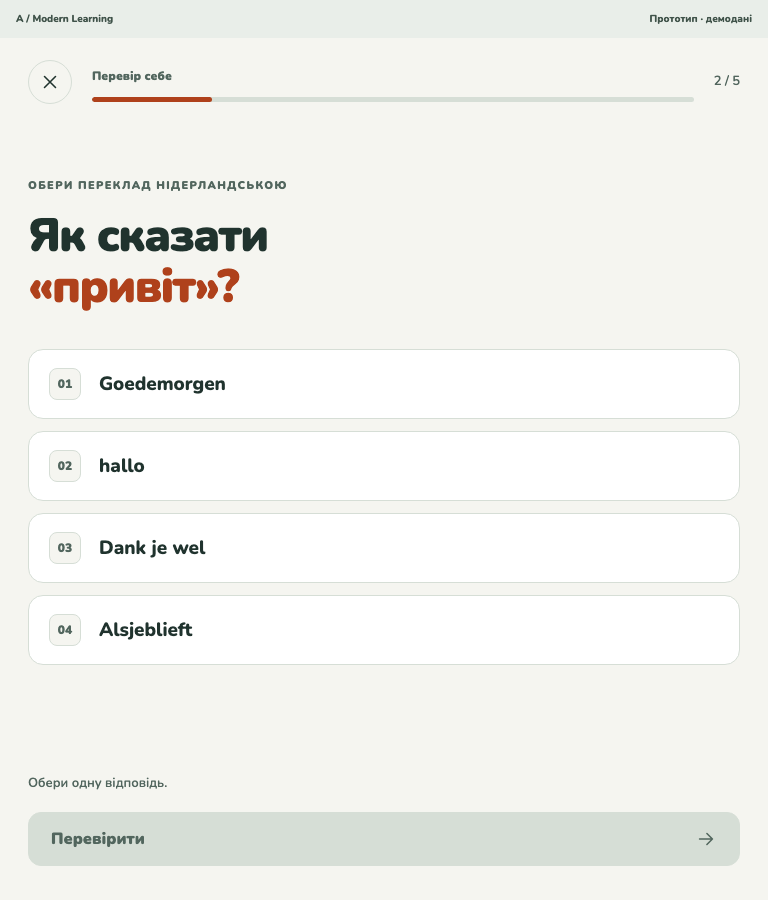 A / Modern Learning
Прототип · демодані
Перевір себе
2 / 5
ОБЕРИ ПЕРЕКЛАД НІДЕРЛАНДСЬКОЮ
Як сказати
«привіт»?
01 Goedemorgen
02 hallo
03 Dank je wel
04 Alsjeblieft
Обери одну відповідь.
Перевірити